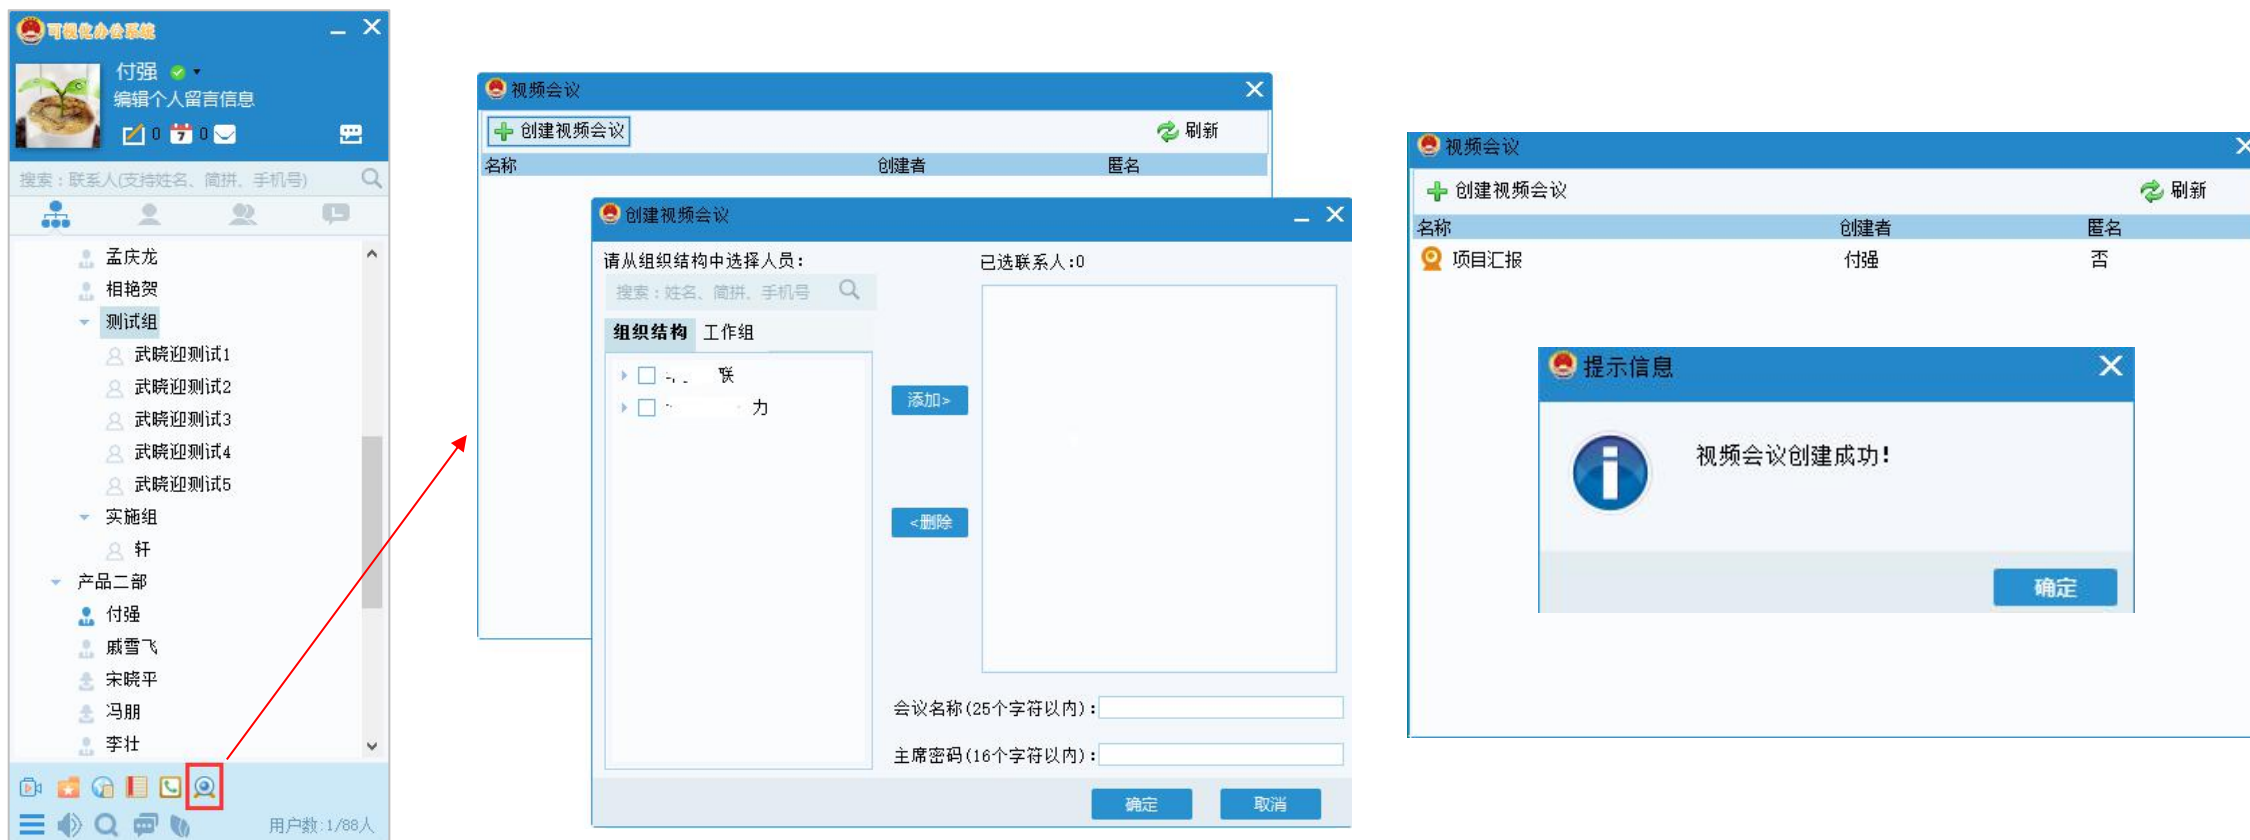 可视化办公系统
付强
编辑个人留言信息
0 7 0
搜索：联系人(支持姓名、简拼、手机号)
孟庆龙
相艳贺
测试组
武晓迎测试1
武晓迎测试2
武晓迎测试3
武晓迎测试4
武晓迎测试5
实施组
轩
产品二部
付强
戚雪飞
宋晓平
冯朋
李壮
用户数:1/88人
视频会议
创建视频会议 刷新
名称 创建者 匿名
创建视频会议
请从组织结构中选择人员:
已选联系人:0
搜索：姓名、简拼、手机号
组织结构 工作组
联
力
添加>
<删除
会议名称(25个字符以内):
主席密码(16个字符以内):
确定 取消
视频会议
创建视频会议 刷新
名称 创建者 匿名
项目汇报 付强 否
提示信息
视频会议创建成功!
确定